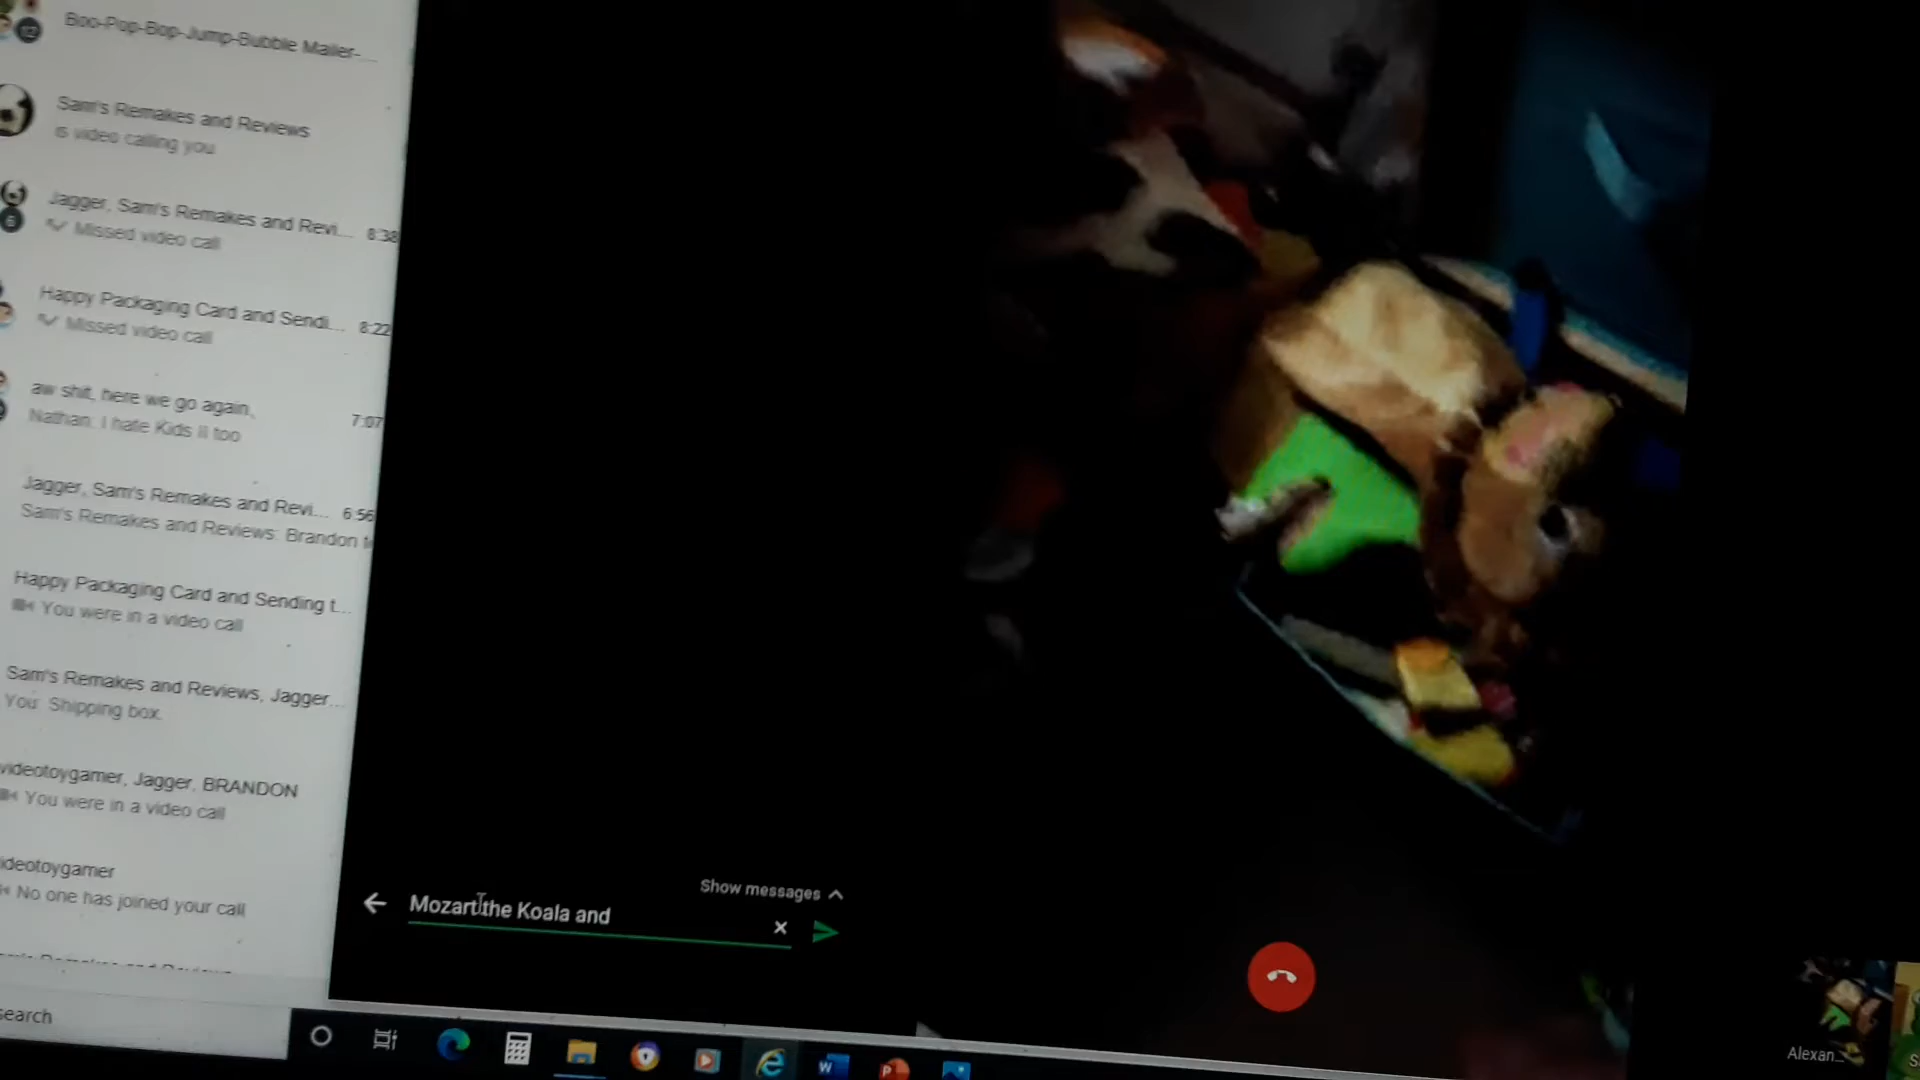 Boo-Pop-Bop-Jump-Bubble Mailer-...
Sam's Remakes and Reviews
is video calling you
Jagger, Sam's Remakes and Revi... 8:38
Missed video call
Happy Packaging Card and Sendi... 8:22
Missed video call
aw shit, here we go again,
Nathan: I hate Kids II too
7:07
Jagger, Sam's Remakes and Revi... 6:56
Sam's Remakes and Reviews: Brandon
Happy Packaging Card and Sending t...
You were in a video call
Sam's Remakes and Reviews, Jagger...
You: Shipping box.
videotoygamer, Jagger, BRANDON
You were in a video call
ideotoygamer
No one has joined your call
Show messages
Mozart the Koala and
search
Alexan...